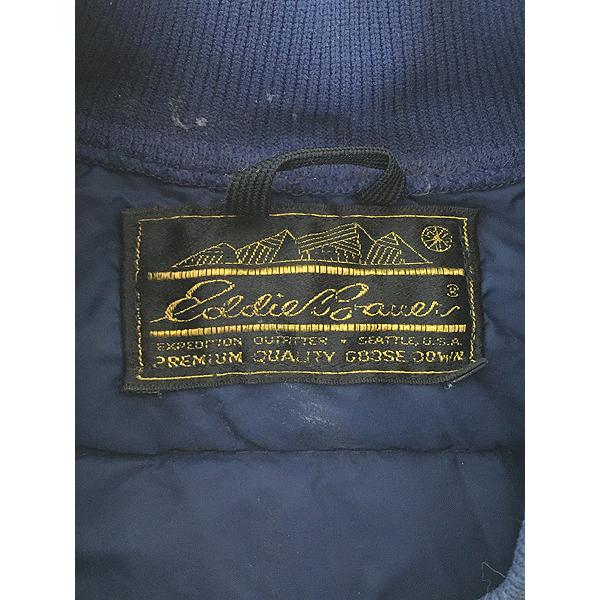 Eddie Bauer ®
EXPEDITION OUTFITTER • SEATTLE, U.S.A.
PREMIUM QUALITY GOOSE DOWN